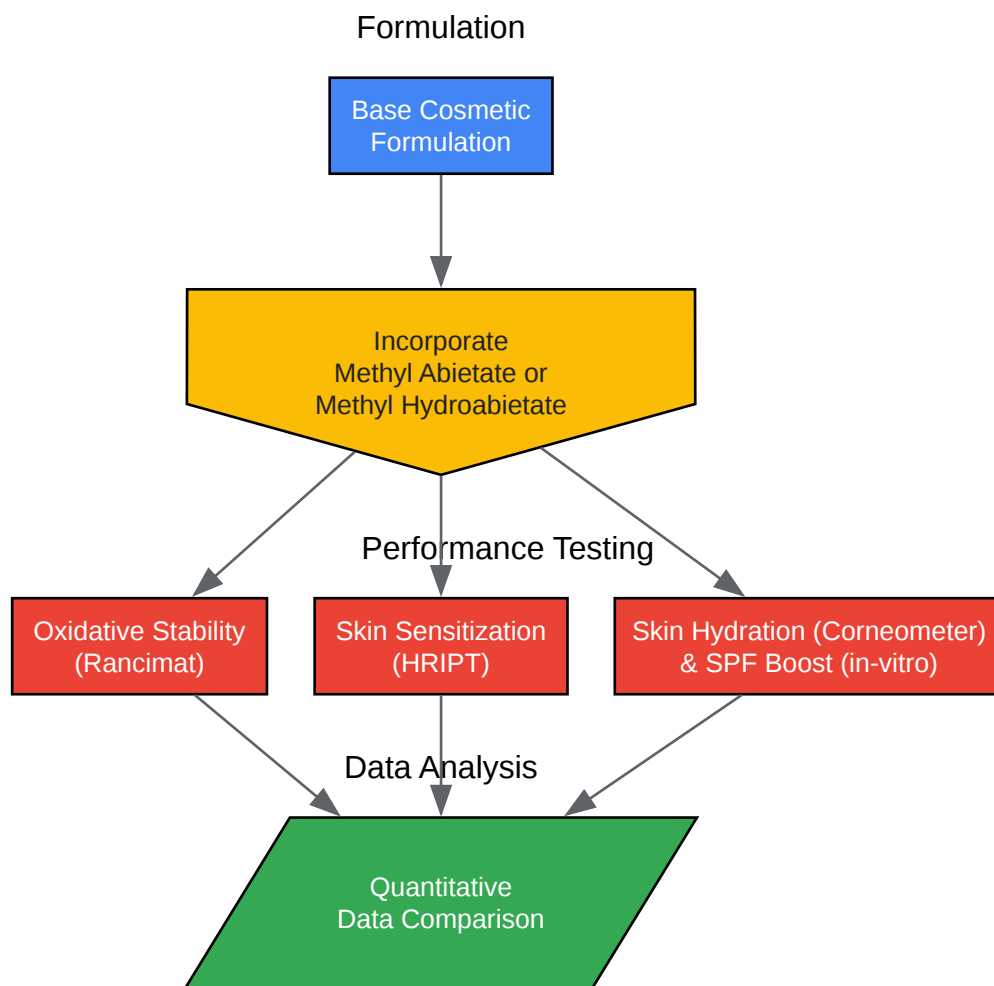 Formulation
Base Cosmetic
Formulation
Incorporate
Methyl Abietate or
Methyl Hydroabietate
Performance Testing
Oxidative Stability
(Rancimat)
Skin Sensitization
(HRIPT)
Skin Hydration (Corneometer)
& SPF Boost (in-vitro)
Data Analysis
Quantitative
Data Comparison